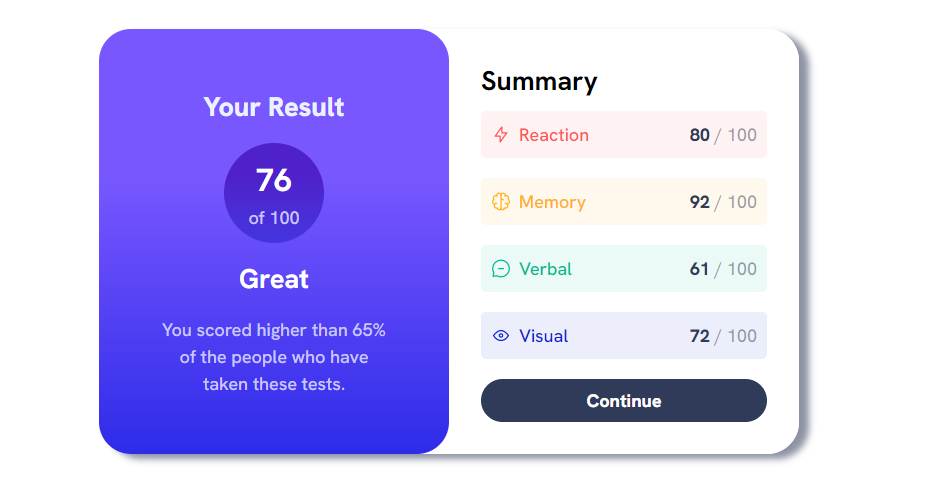 Your Result
76
of 100
Great
You scored higher than 65%
of the people who have
taken these tests.
Summary
Reaction 80 / 100
Memory 92 / 100
Verbal 61 / 100
Visual 72 / 100
Continue